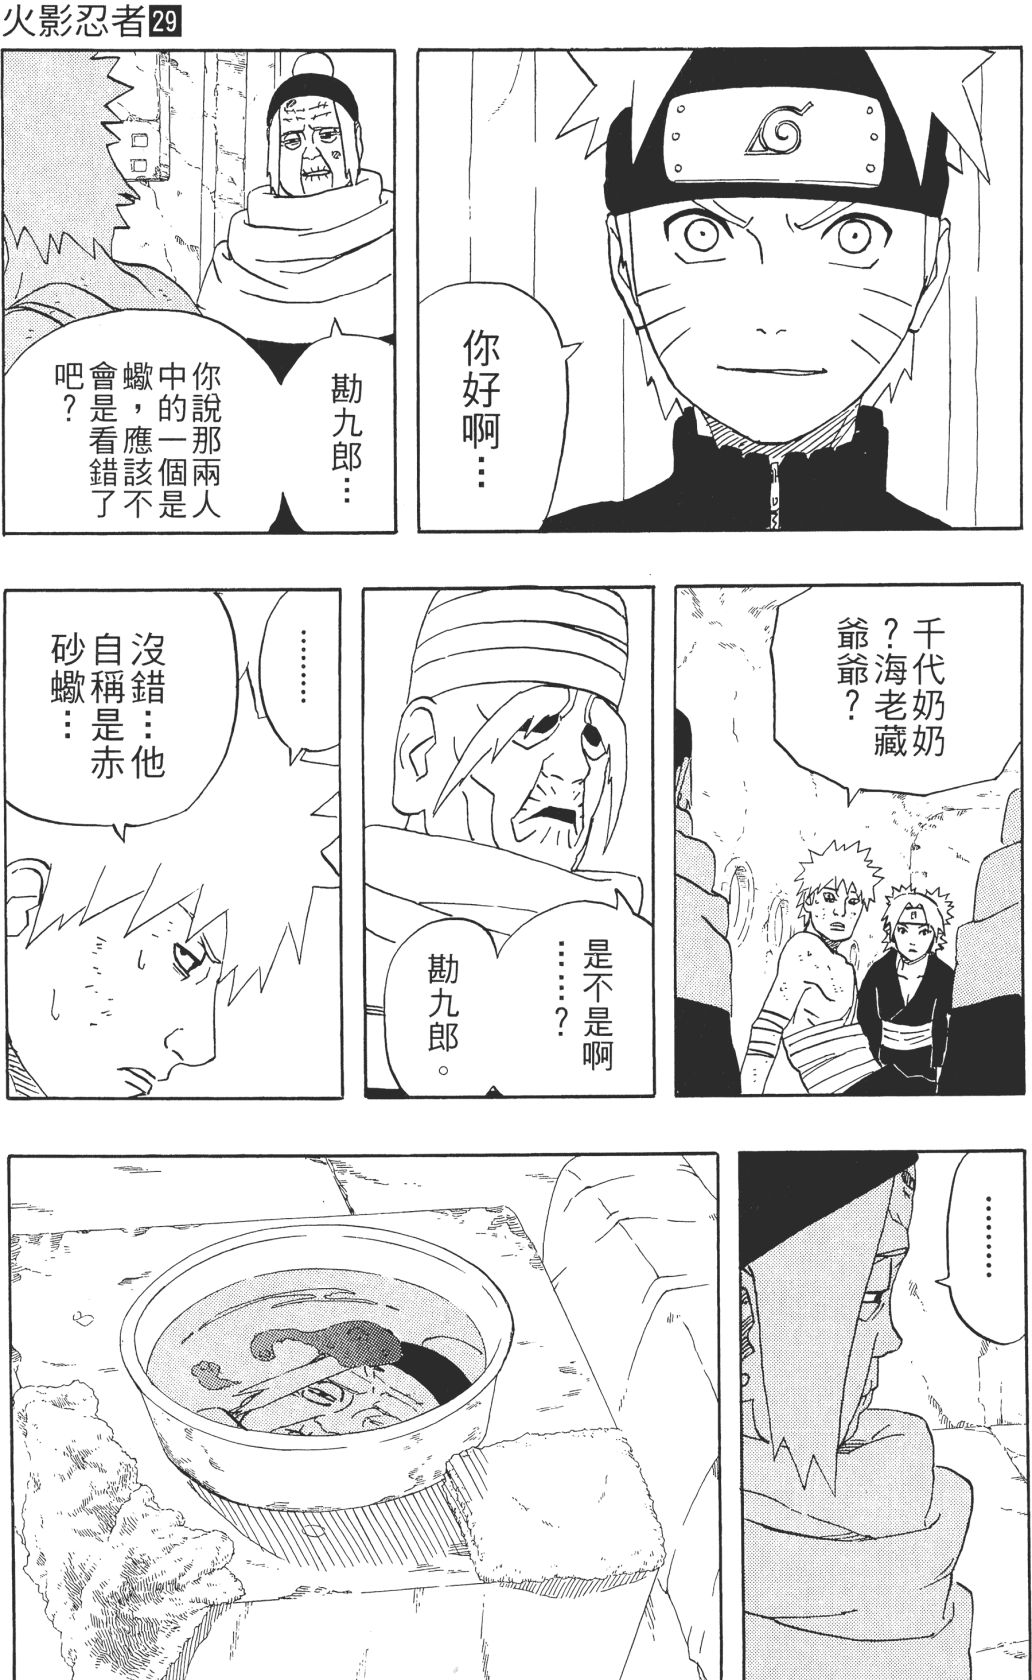 火影忍者29
你好啊…
勘九郎…
你說那兩人
中的一個是
蠍，應該不
會是看錯了
吧？
千代奶奶
？海老藏
爺爺？
是不是啊
……？
勘九郎。
………
沒錯…他
自稱是赤
砂蠍…
………